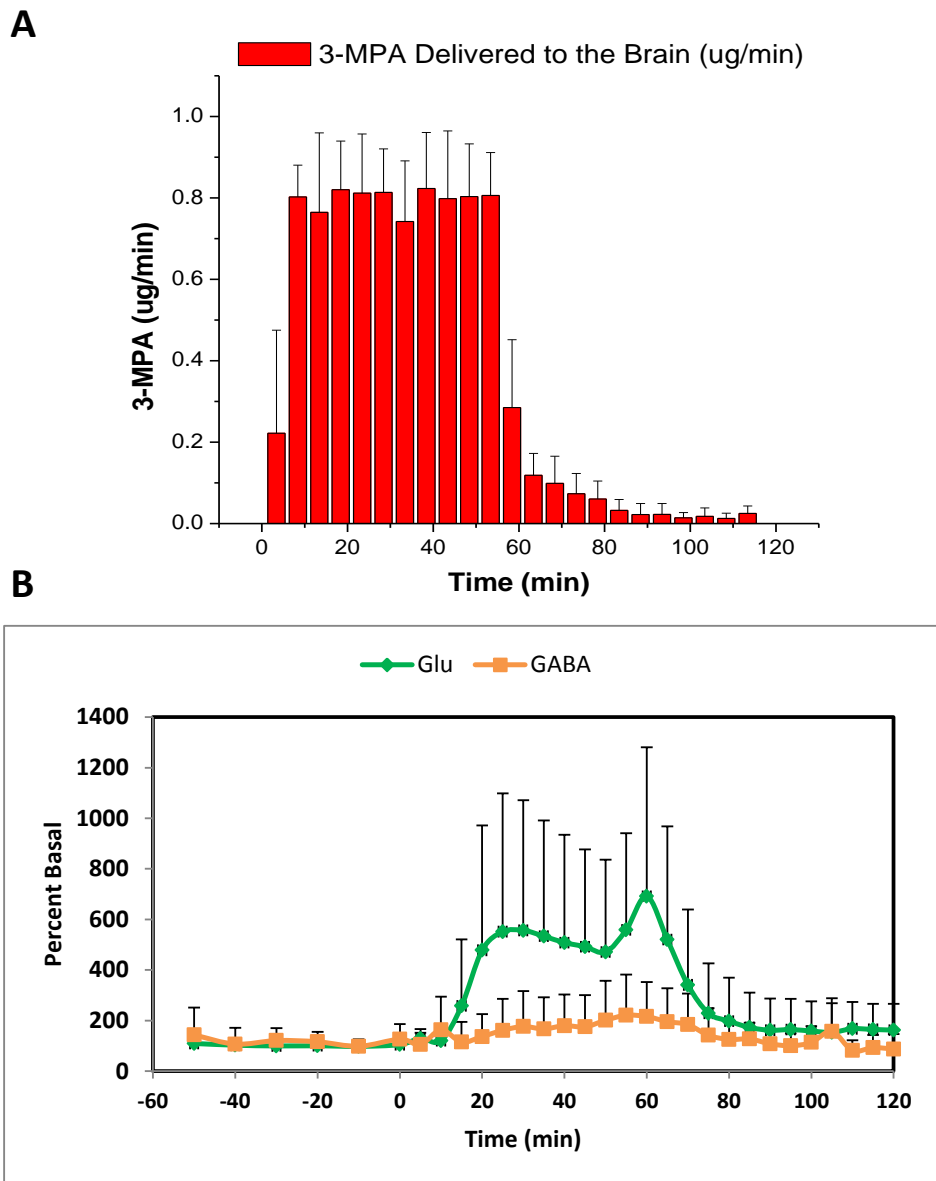 A
3-MPA Delivered to the Brain (ug/min)
1.0
0.8
0.6
0.4
0.2
0.0
3-MPA (ug/min)
0 20 40 60 80 100 120
Time (min)
B
Glu GABA
1400
1200
1000
800
600
400
200
0
Percent Basal
-60 -40 -20 0 20 40 60 80 100 120
Time (min)